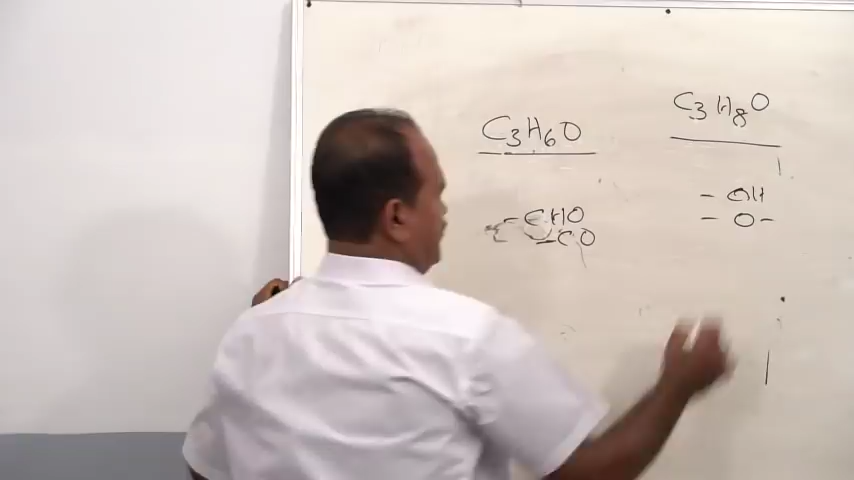 C3H6O
- CHO
- CO
C3H8O
- OH
- O -